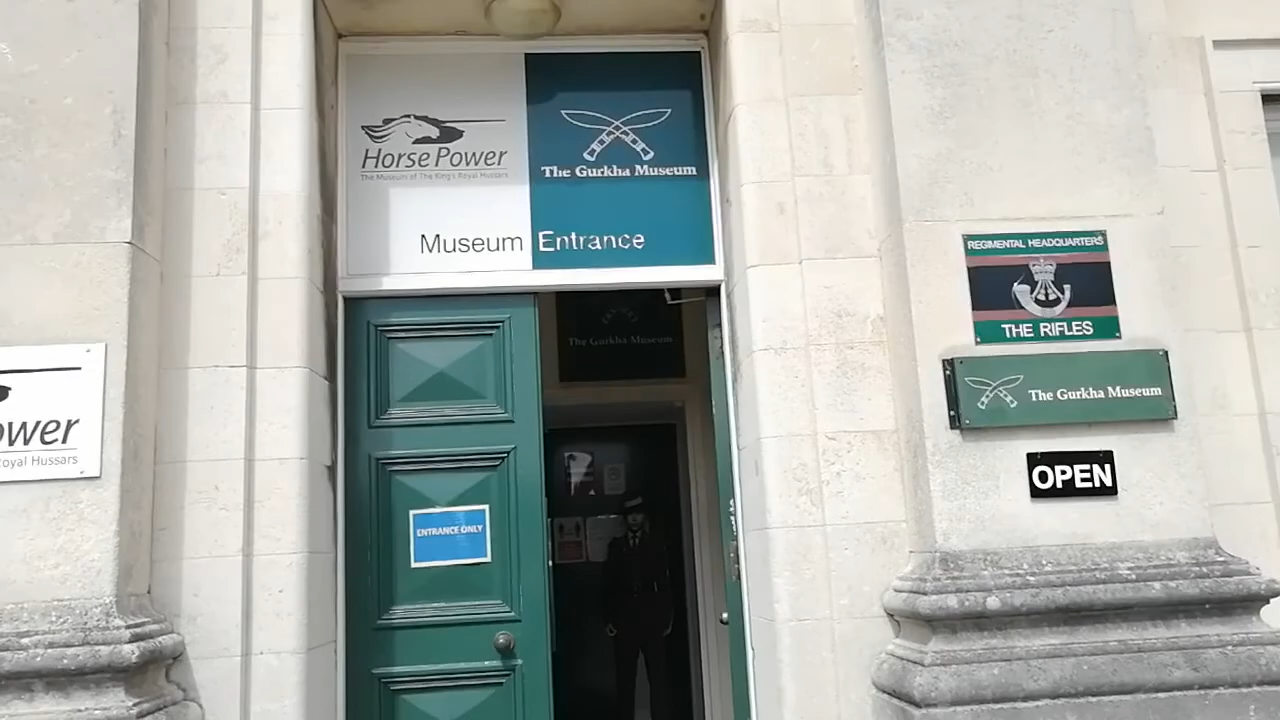 Horse Power
The Museum of The King's Royal Hussars
The Gurkha Museum
Museum Entrance
REGIMENTAL HEADQUARTERS
THE RIFLES
The Gurkha Museum
The Gurkha Museum
OPEN
ower
Royal Hussars
ENTRANCE ONLY